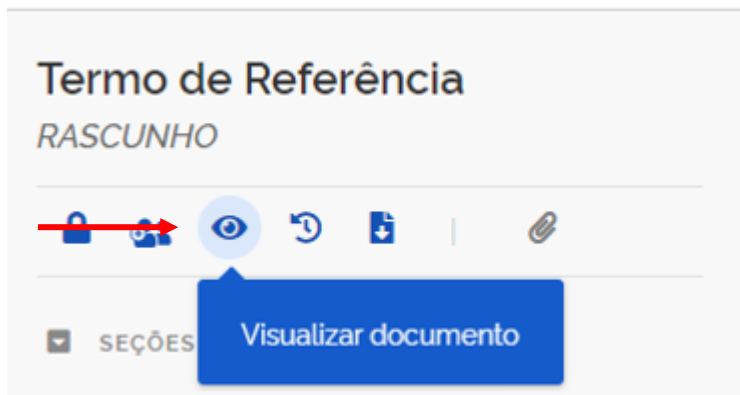 Termo de Referência
RASCUNHO
SEÇÕES
Visualizar documento